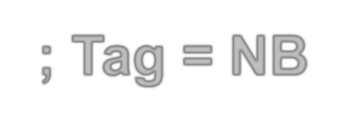 ; Tag = NB